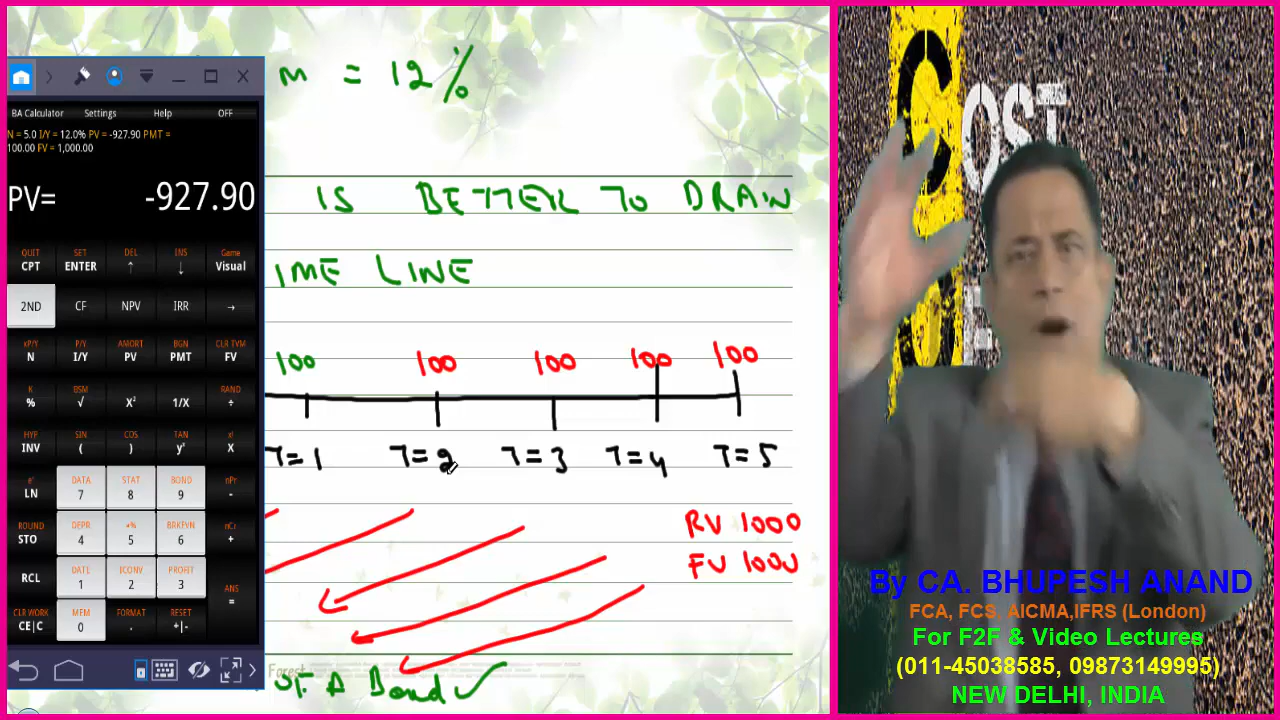 m = 12%
BA Calculator Settings Help OFF
N = 5.0 I/Y = 12.0% PV = -927.90 PMT =
100.00 FV = 1,000.00
PV= -927.90
IS BETTER TO DRAW
IME LINE
QUIT SET DEL INS Game
CPT ENTER ↑ ↓ Visual
2ND CF NPV IRR →
xP/Y P/Y AMORT BGN CLR TVM
N I/Y PV PMT FV
K BSM RAND
% √ X² 1/X ÷
HYP SIN COS TAN x!
INV ( ) yˣ X
DATA STAT BOND nPr
LN 7 8 9 -
ROUND DEPR Δ% BRKEVN nCr
STO 4 5 6 +
DATE ICONV PROFIT ANS
RCL 1 2 3 =
CLR WORK MEM FORMAT RESET
CE|C 0 . +|-
100 100 100 100 100
T=1 T=2 T=3 T=4 T=5
RV 1000
FV 1000
Forest
OF A Bond ✓
COST
By CA. BHUPESH ANAND
FCA, FCS. AICMA,IFRS (London)
For F2F & Video Lectures
(011-45038585, 09873149995)
NEW DELHI, INDIA